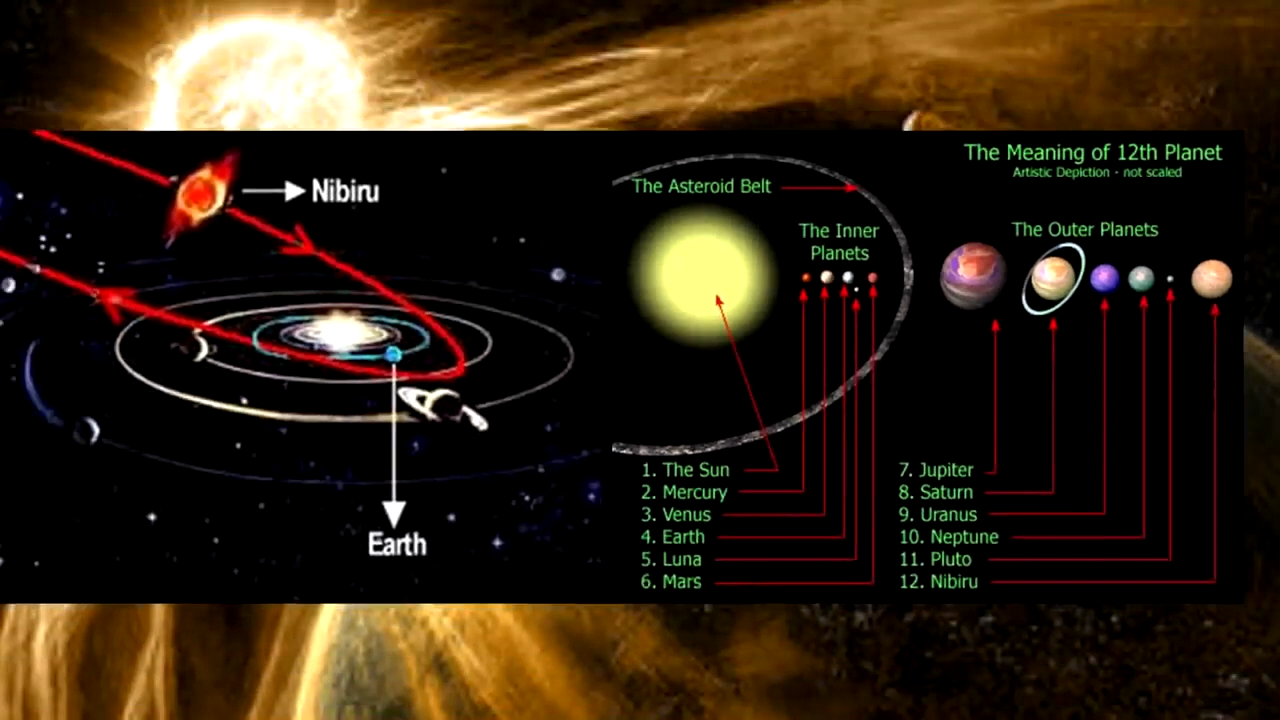 Nibiru
Earth
The Meaning of 12th Planet
Artistic Depiction - not scaled
The Asteroid Belt
The Inner
Planets
The Outer Planets
1. The Sun
2. Mercury
3. Venus
4. Earth
5. Luna
6. Mars
7. Jupiter
8. Saturn
9. Uranus
10. Neptune
11. Pluto
12. Nibiru